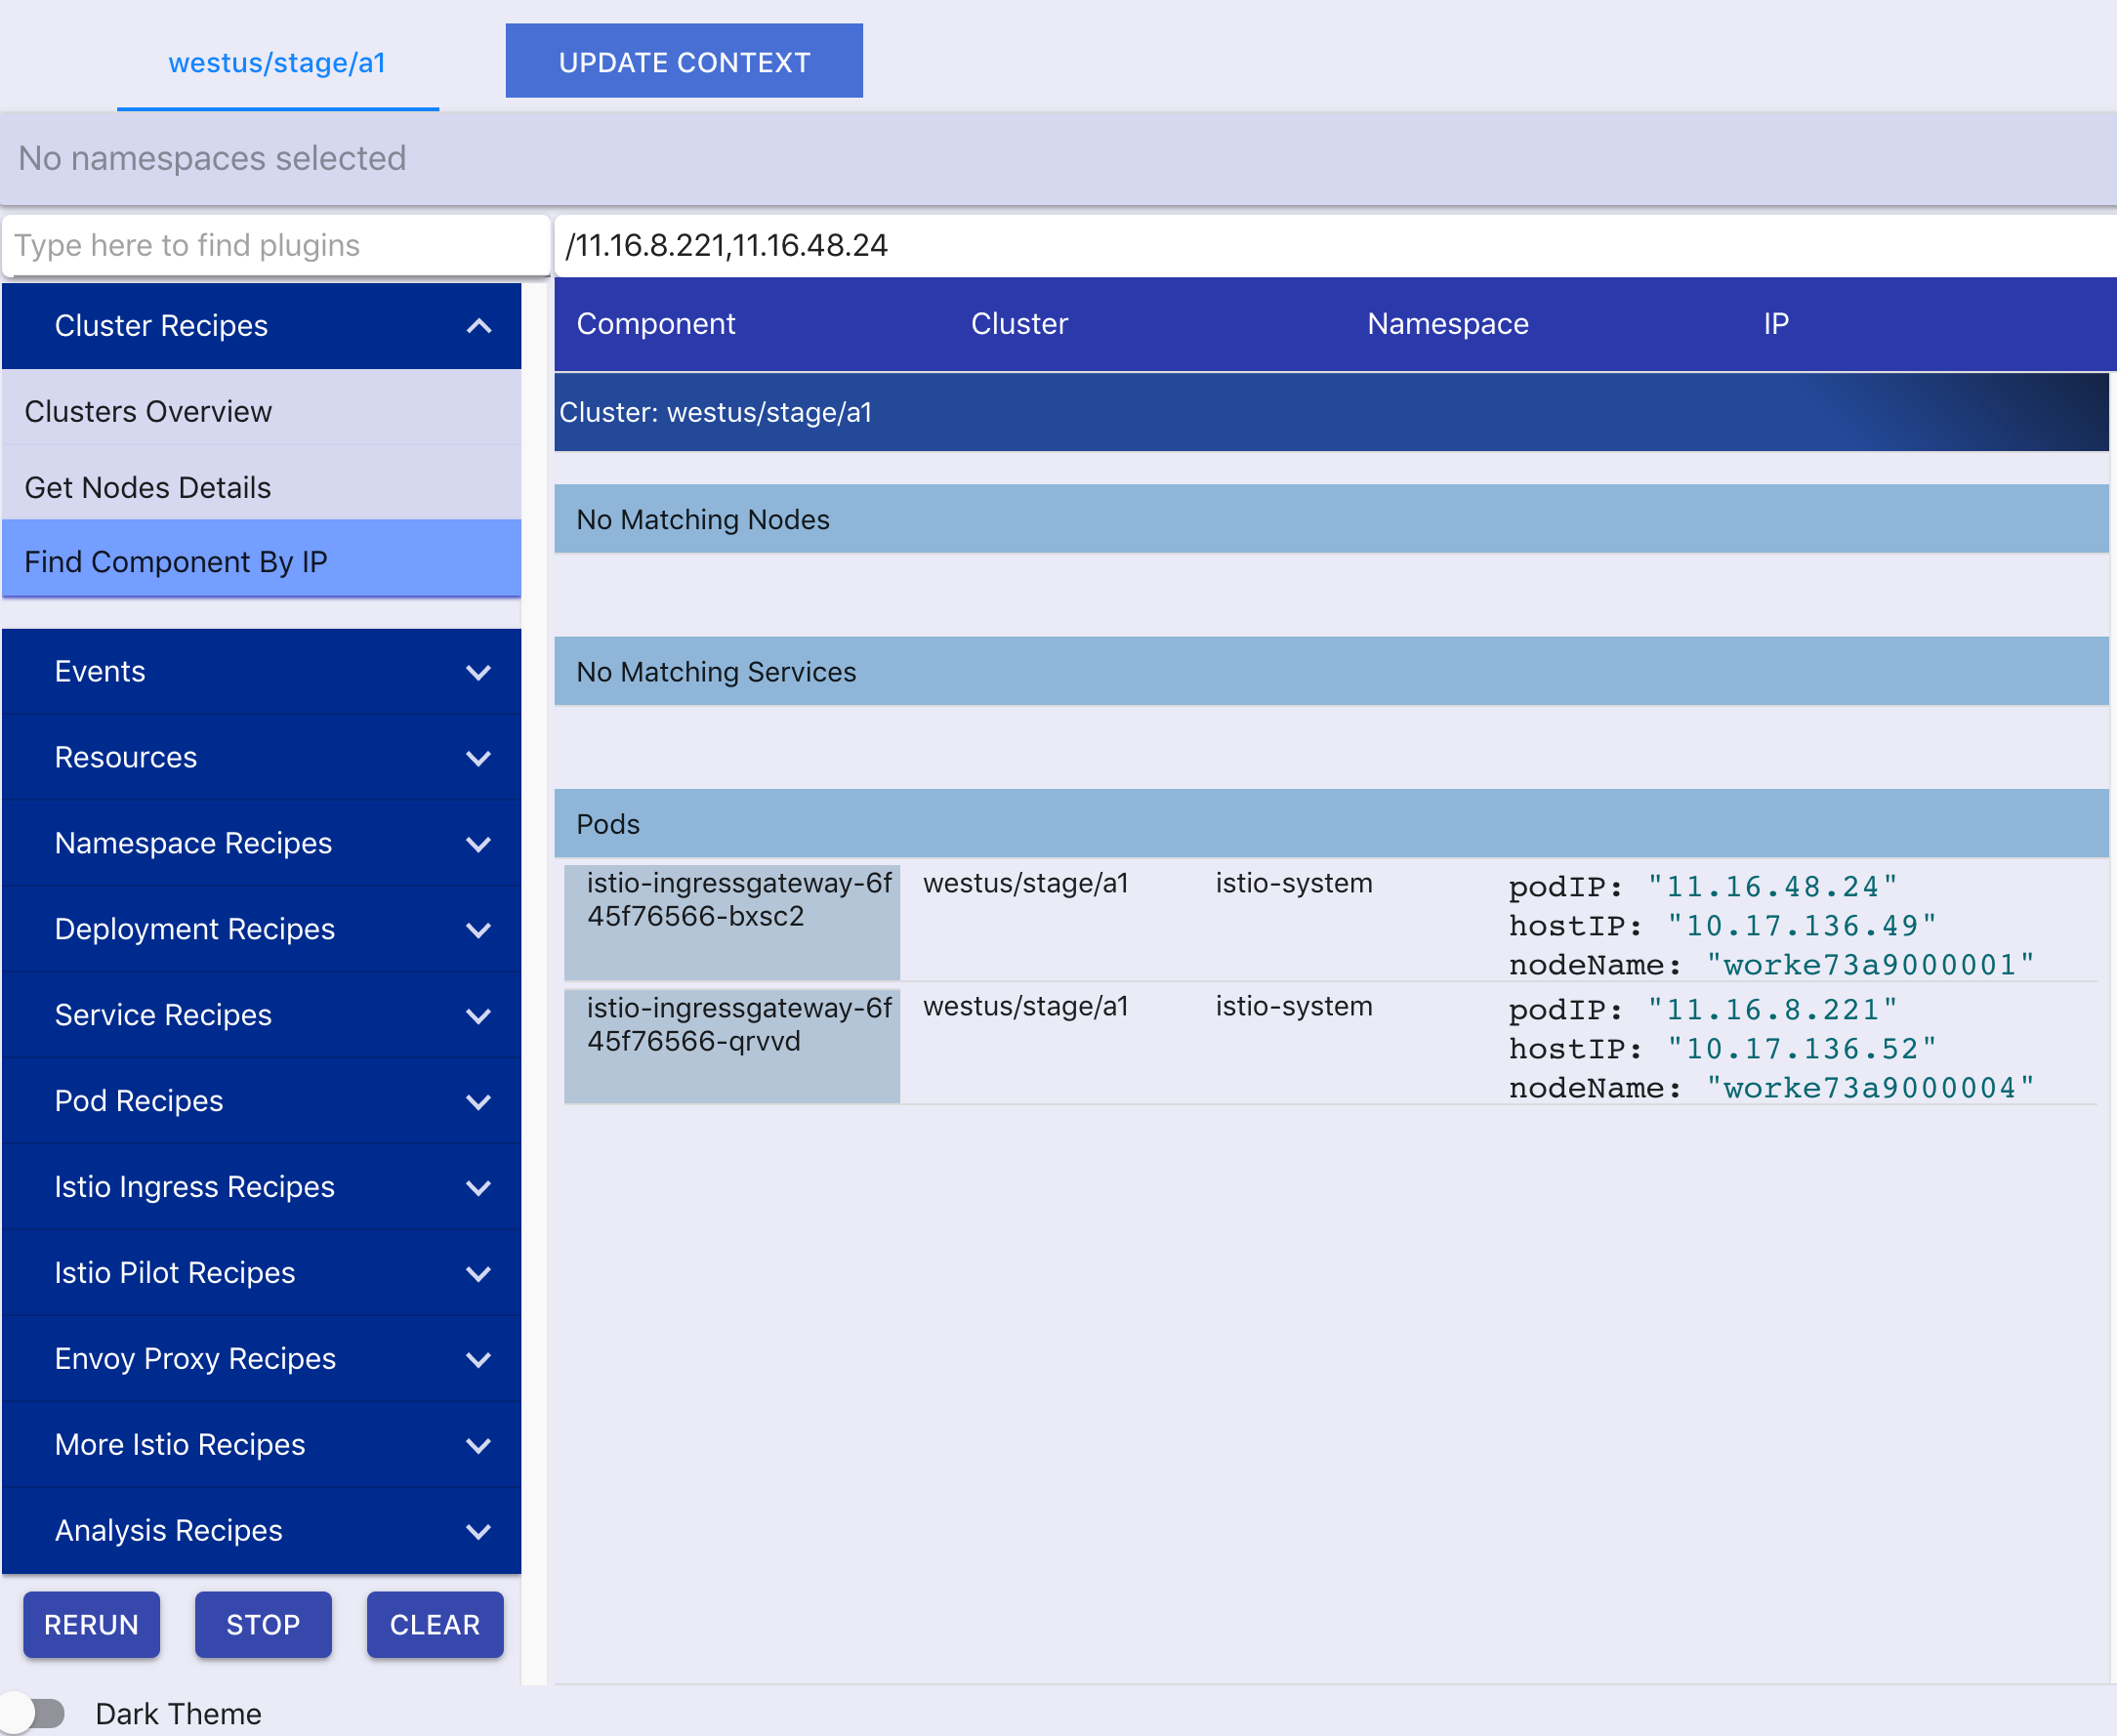 westus/stage/a1
UPDATE CONTEXT
No namespaces selected
Type here to find plugins
/11.16.8.221,11.16.48.24
Cluster Recipes
Clusters Overview
Get Nodes Details
Find Component By IP
Events
Resources
Namespace Recipes
Deployment Recipes
Service Recipes
Pod Recipes
Istio Ingress Recipes
Istio Pilot Recipes
Envoy Proxy Recipes
More Istio Recipes
Analysis Recipes
RERUN STOP CLEAR
Dark Theme
Component Cluster Namespace IP
Cluster: westus/stage/a1
No Matching Nodes
No Matching Services
Pods
istio-ingressgateway-6f
45f76566-bxsc2
westus/stage/a1
istio-system
podIP: "11.16.48.24"
hostIP: "10.17.136.49"
nodeName: "worke73a9000001"
istio-ingressgateway-6f
45f76566-qrvvd
westus/stage/a1
istio-system
podIP: "11.16.8.221"
hostIP: "10.17.136.52"
nodeName: "worke73a9000004"